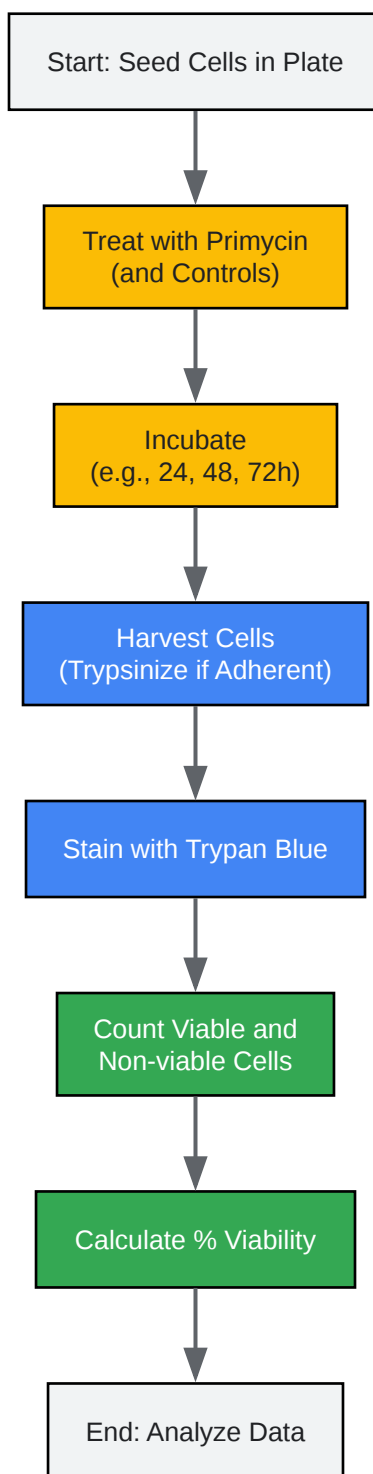 Start: Seed Cells in Plate
Treat with Primycin
(and Controls)
Incubate
(e.g., 24, 48, 72h)
Harvest Cells
(Trypsinize if Adherent)
Stain with Trypan Blue
Count Viable and
Non-viable Cells
Calculate % Viability
End: Analyze Data